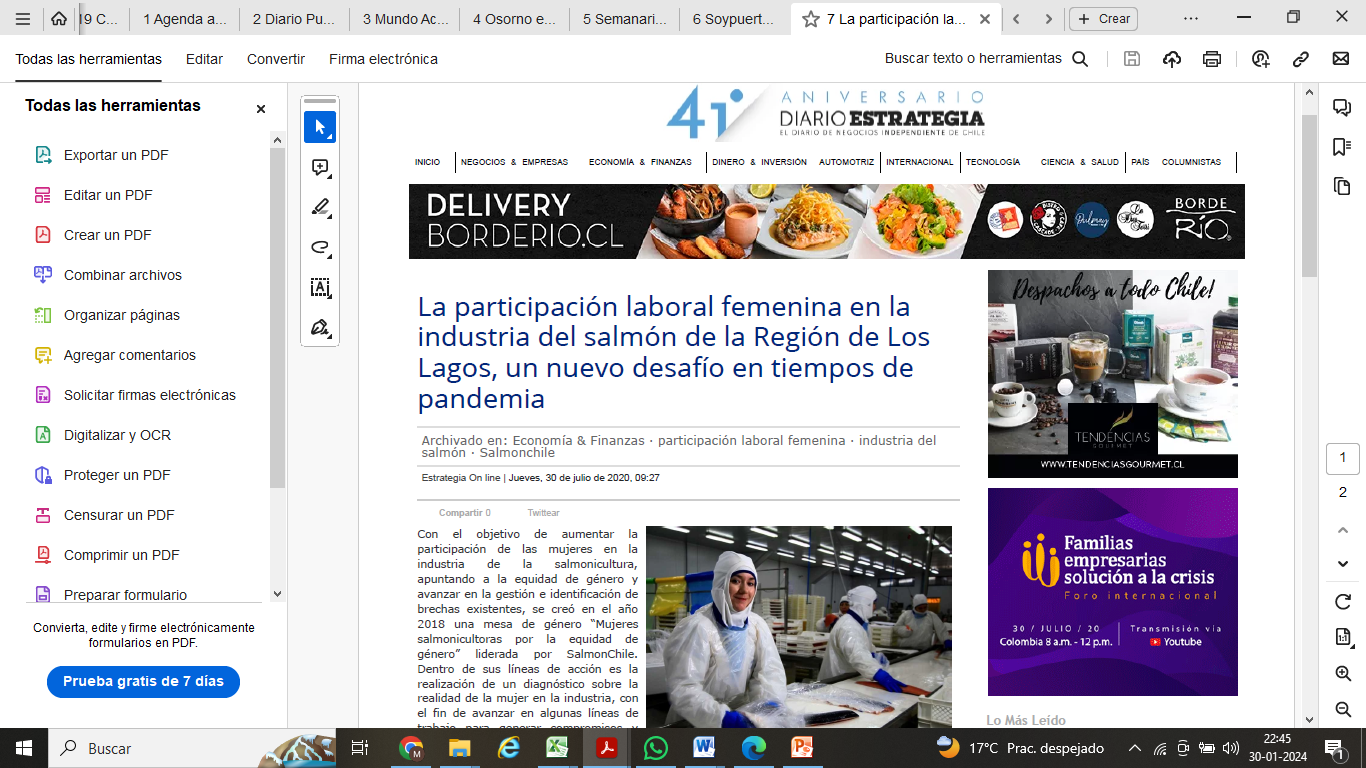 19 C...
1 Agenda a...
2 Diario Pu...
3 Mundo Ac...
4 Osorno e...
5 Semanari...
6 Soypuert...
7 La participación la...
Crear
Todas las herramientas
Editar
Convertir
Firma electrónica
Buscar texto o herramientas
Todas las herramientas
Exportar un PDF
Editar un PDF
Crear un PDF
Combinar archivos
Organizar páginas
Agregar comentarios
Solicitar firmas electrónicas
Digitalizar y OCR
Proteger un PDF
Censurar un PDF
Comprimir un PDF
Preparar formulario
Convierta, edite y firme electrónicamente
formularios en PDF.
Prueba gratis de 7 días
41 ANIVERSARIO
DIARIO ESTRATEGIA
EL DIARIO DE NEGOCIOS INDEPENDIENTE DE CHILE
INICIO NEGOCIOS & EMPRESAS ECONOMÍA & FINANZAS DINERO & INVERSIÓN AUTOMOTRIZ INTERNACIONAL TECNOLOGÍA CIENCIA & SALUD PAÍS COLUMNISTAS
DELIVERY
BORDERIO.CL
BORDE
RÍO
La participación laboral femenina en la
industria del salmón de la Región de Los
Lagos, un nuevo desafío en tiempos de
pandemia
Archivado en: Economía & Finanzas · participación laboral femenina · industria del
salmón · Salmonchile
Estrategia On line | Jueves, 30 de julio de 2020, 09:27
Compartir 0
Twittear
Con el objetivo de aumentar la
participación de las mujeres en la
industria de la salmonicultura,
apuntando a la equidad de género y
avanzar en la gestión e identificación de
brechas existentes, se creó en el año
2018 una mesa de género “Mujeres
salmonicultoras por la equidad de
género” liderada por SalmonChile.
Dentro de sus líneas de acción es la
realización de un diagnóstico sobre la
realidad de la mujer en la industria, con
el fin de avanzar en algunas líneas de
trabajo para generar compromisos y
Despachos a todo Chile!
TENDENCIAS
GOURMET
WWW.TENDENCIASGOURMET.CL
Familias
empresarias
solución a la crisis
Foro internacional
30 / JULIO / 20
Colombia 8 a.m. - 12 p.m.
Transmisión vía
Youtube
Lo Más Leído
1
2
1:1
Buscar
17°C Prac. despejado
22:45
30-01-2024
1